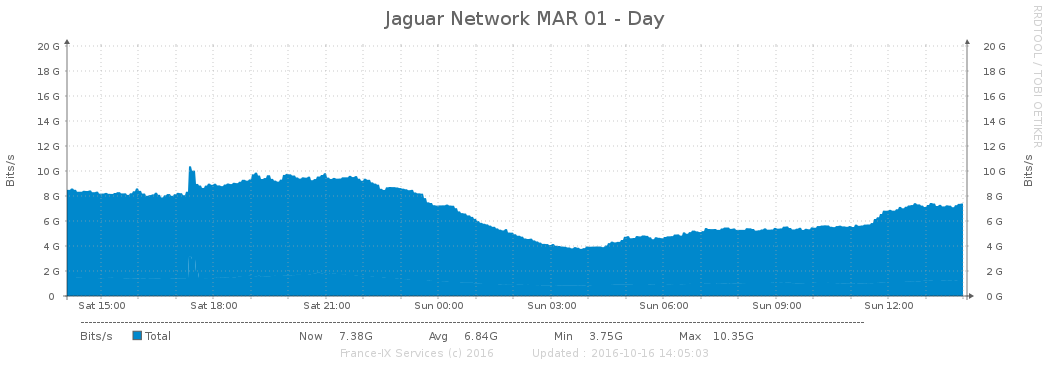 Jaguar Network MAR 01 - Day
RRDTOOL / TOBI OETIKER
Bits/s
Bits/s
20 G 20 G
18 G 18 G
16 G 16 G
14 G 14 G
12 G 12 G
10 G 10 G
8 G 8 G
6 G 6 G
4 G 4 G
2 G 2 G
0 0 G
Sat 15:00 Sat 18:00 Sat 21:00 Sun 00:00 Sun 03:00 Sun 06:00 Sun 09:00 Sun 12:00
Bits/s Total Now 7.38G Avg 6.84G Min 3.75G Max 10.35G
France-IX Services (c) 2016 Updated : 2016-10-16 14:05:03